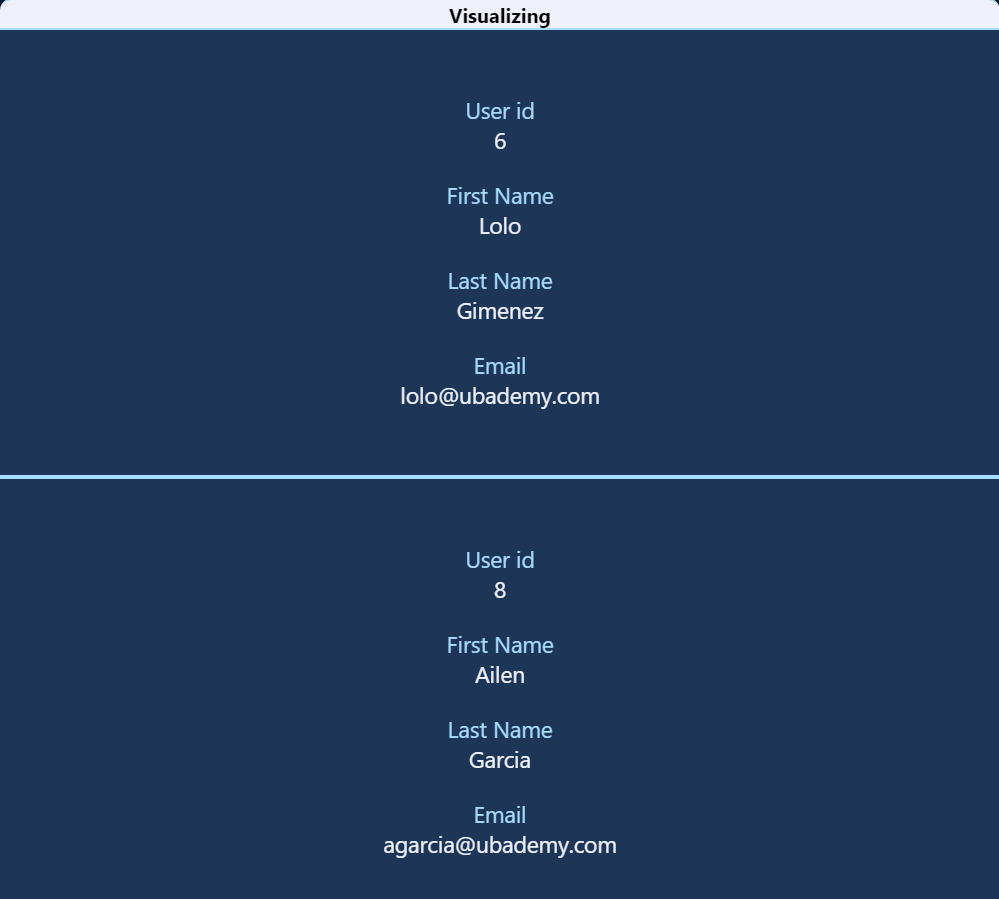 Visualizing
User id
6
First Name
Lolo
Last Name
Gimenez
Email
lolo@ubademy.com
User id
8
First Name
Ailen
Last Name
Garcia
Email
agarcia@ubademy.com